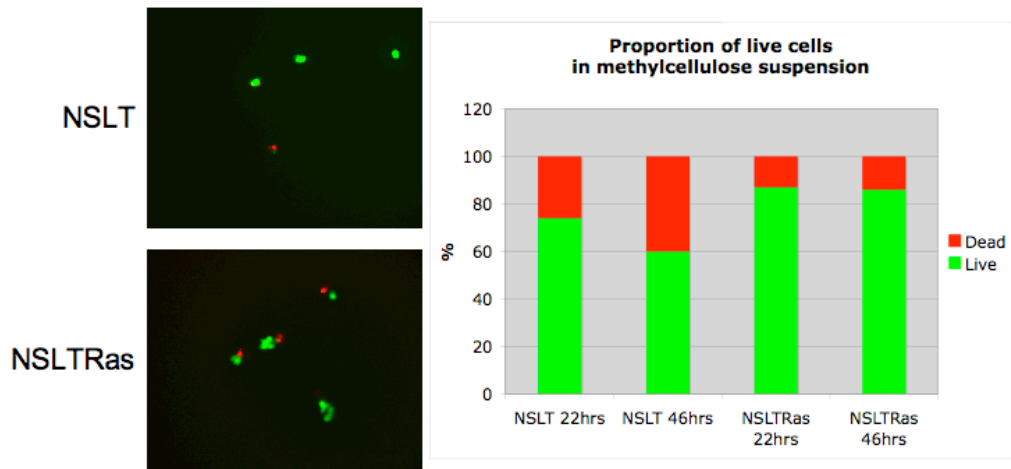 NSLT
NSLTRas
Proportion of live cells
in methylcellulose suspension
120
100
80
60
40
20
0
%
NSLT 22hrs
NSLT 46hrs
NSLTRas
22hrs
NSLTRas
46hrs
Dead
Live